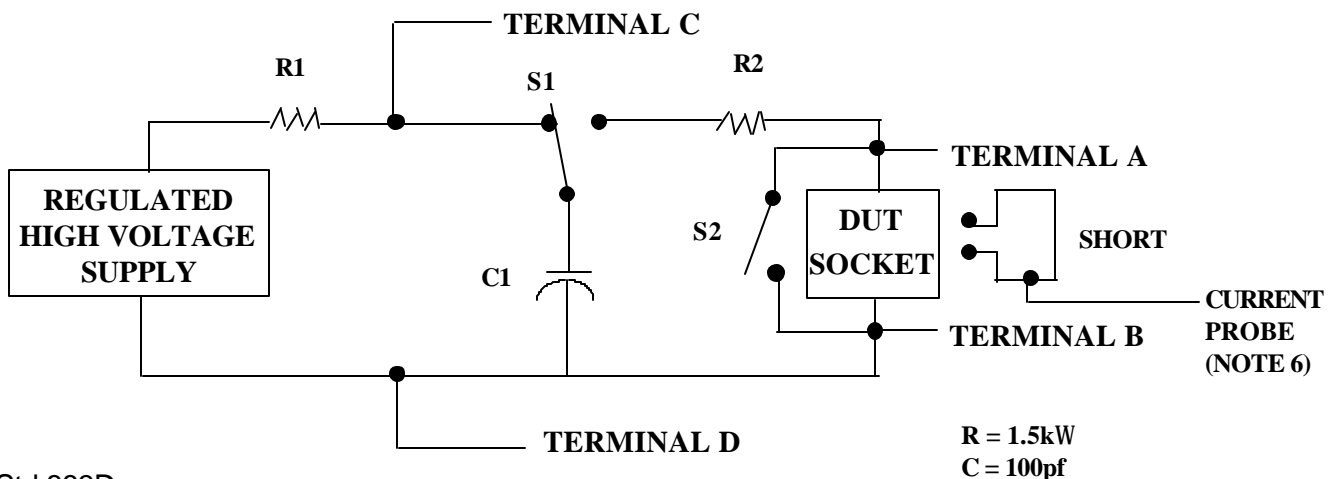 TERMINAL C
R1
R2
S1
TERMINAL A
REGULATED
HIGH VOLTAGE
SUPPLY
S2
DUT
SOCKET
SHORT
C1
CURRENT
PROBE
(NOTE 6)
TERMINAL B
TERMINAL D
R = 1.5kW
C = 100pf